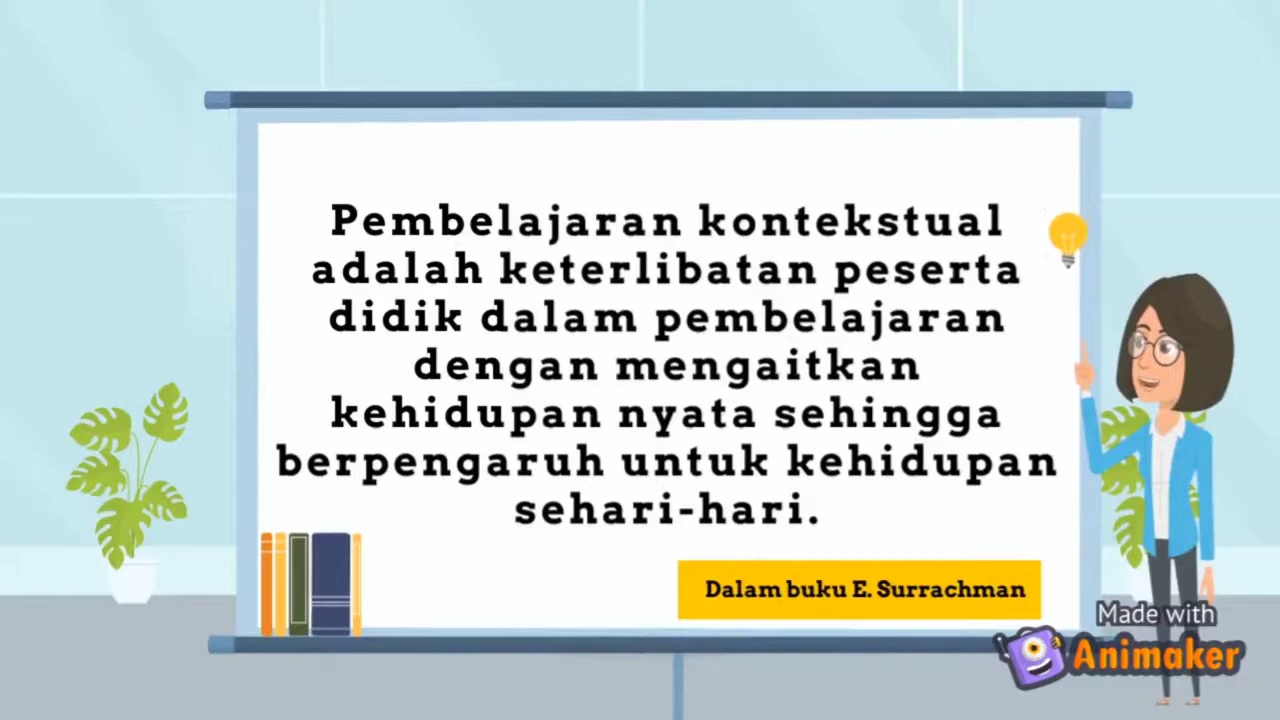 Pembelajaran kontekstual
adalah keterlibatan peserta
didik dalam pembelajaran
dengan mengaitkan
kehidupan nyata sehingga
berpengaruh untuk kehidupan
sehari-hari.
Dalam buku E. Surrachman
Made with
Animaker